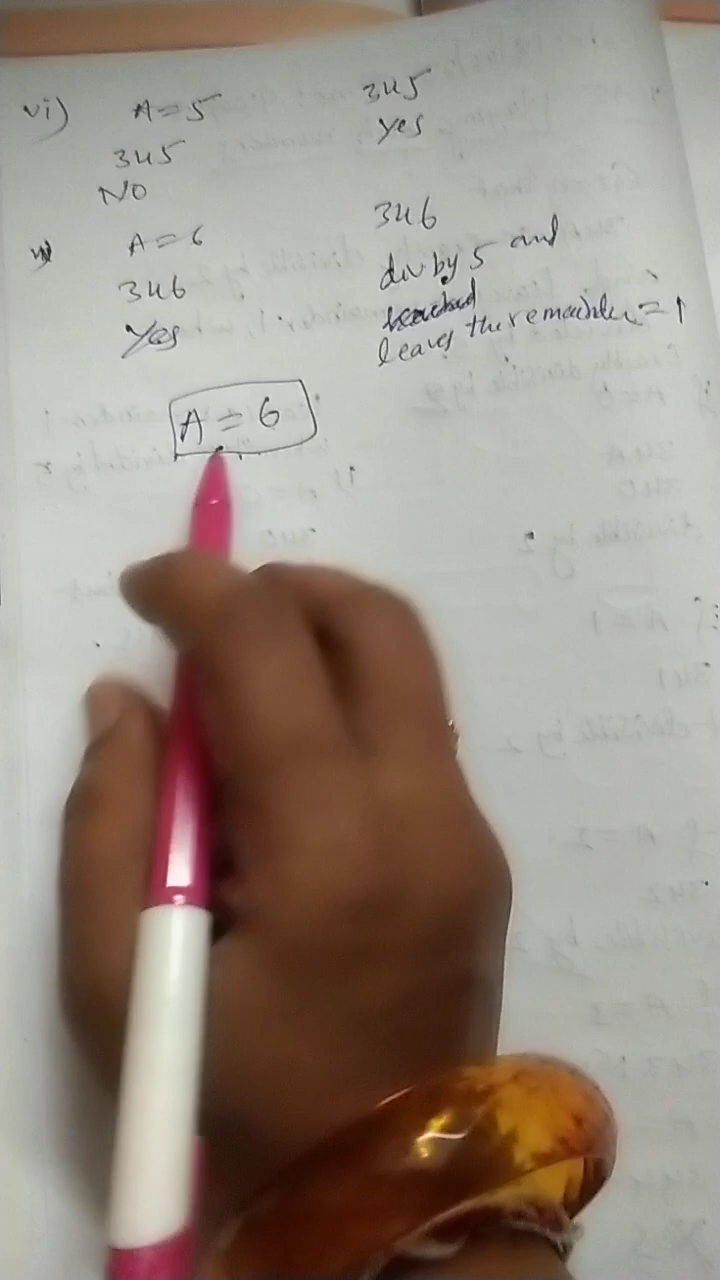 vi) A=5 345
345 yes
NO
A=6 346
346 div by 5 and
Yes leaves the remainder = 1
A = 6